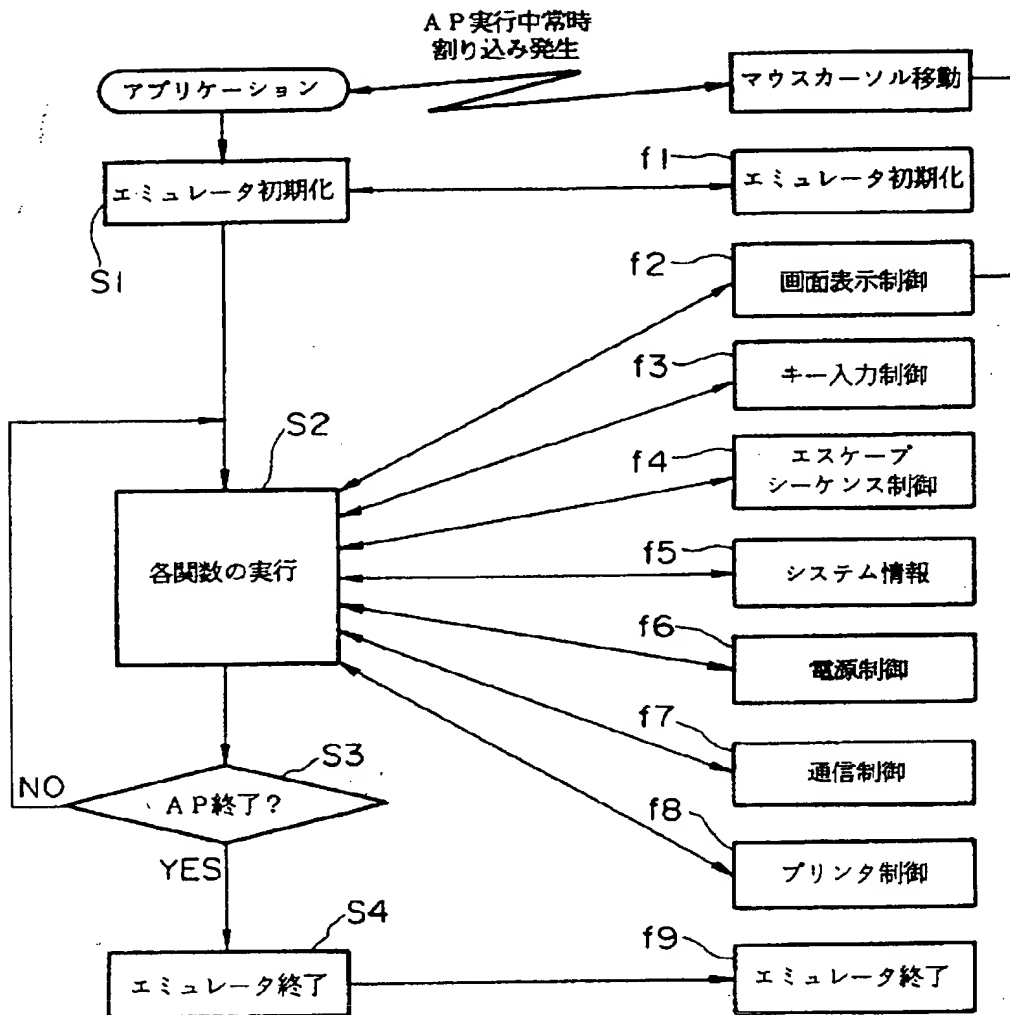 AP実行中常時
割り込み発生
アプリケーション
マウスカーソル移動
エミュレータ初期化
S1
f1
エミュレータ初期化
f2
画面表示制御
f3
キー入力制御
S2
各関数の実行
f4
エスケープ
シーケンス制御
f5
システム情報
f6
電源制御
f7
通信制御
S3
AP終了?
NO
YES
f8
プリンタ制御
S4
エミュレータ終了
f9
エミュレータ終了